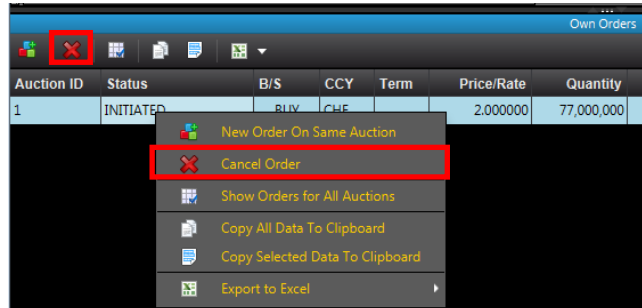 Own Orders
Auction ID Status B/S CCY Term Price/Rate Quantity
1 INITIATED BUY CHF 2.000000 77,000,000
New Order On Same Auction
Cancel Order
Show Orders for All Auctions
Copy All Data To Clipboard
Copy Selected Data To Clipboard
Export to Excel